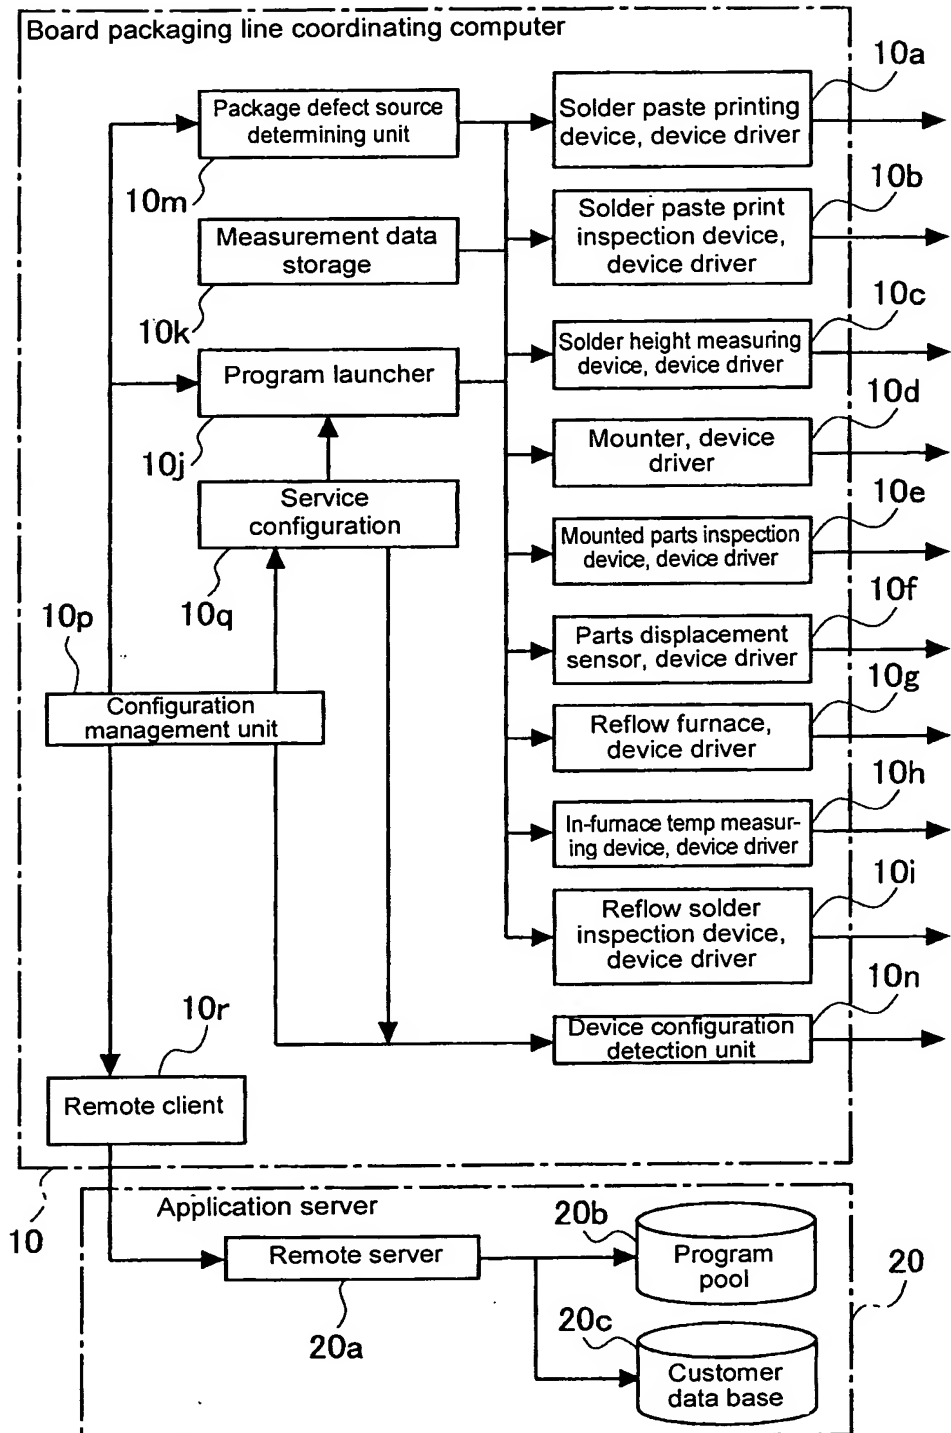 Board packaging line coordinating computer
10a
Package defect source
determining unit
Solder paste printing
device, device driver
10m
10b
Measurement data
storage
Solder paste print
inspection device,
device driver
10k
10c
Program launcher
Solder height measuring
device, device driver
10j
10d
Mounter, device
driver
Service
configuration
10e
10q
Mounted parts inspection
device, device driver
10p
10f
Parts displacement
sensor, device driver
Configuration
management unit
10g
Reflow furnace,
device driver
10h
In-furnace temp measur-
ing device, device driver
10i
Reflow solder
inspection device,
device driver
10n
Device configuration
detection unit
10r
Remote client
10
Application server
20b
Remote server
Program
pool
20
20a
20c
Customer
data base